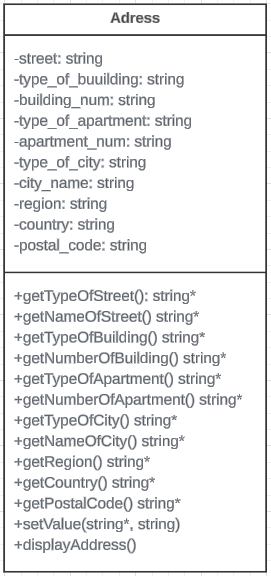 Adress
-street: string
-type_of_buuilding: string
-building_num: string
-type_of_apartment: string
-apartment_num: string
-type_of_city: string
-city_name: string
-region: string
-country: string
-postal_code: string
+getTypeOfStreet(): string*
+getNameOfStreet() string*
+getTypeOfBuilding() string*
+getNumberOfBuilding() string*
+getTypeOfApartment() string*
+getNumberOfApartment() string*
+getTypeOfCity() string*
+getNameOfCity() string*
+getRegion() string*
+getCountry() string*
+getPostalCode() string*
+setValue(string*, string)
+displayAddress()